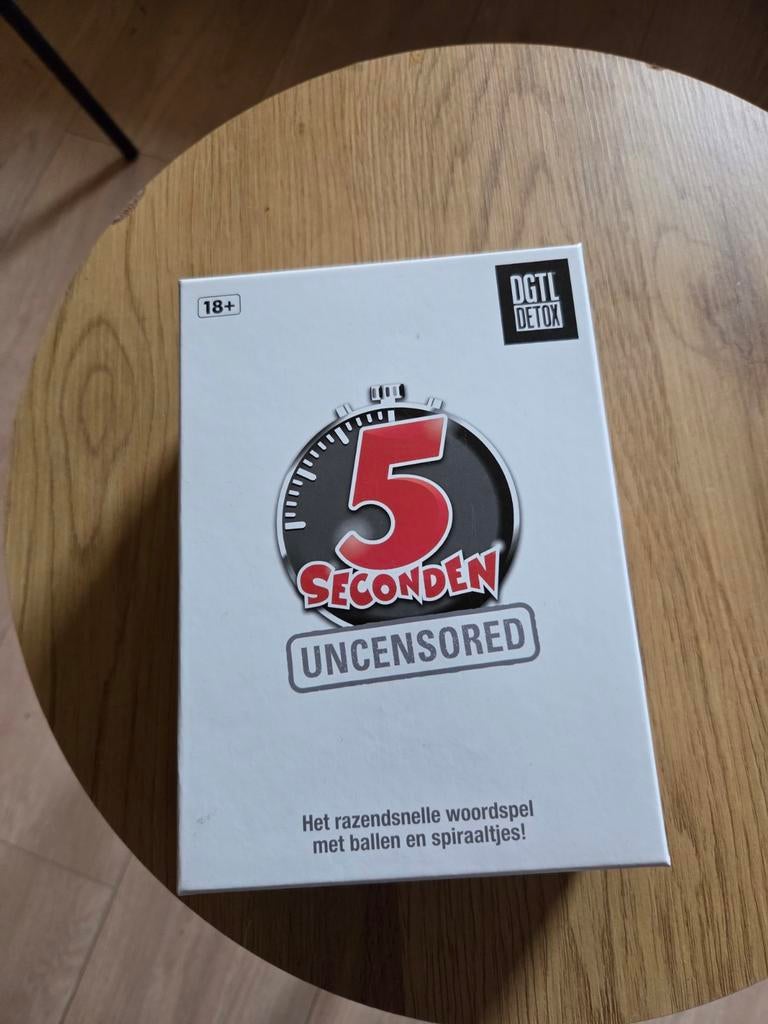 18+
DGTL
DETOX
5
SECONDEN
UNCENSORED
Het razendsnelle woordspel
met ballen en spiraaltjes!